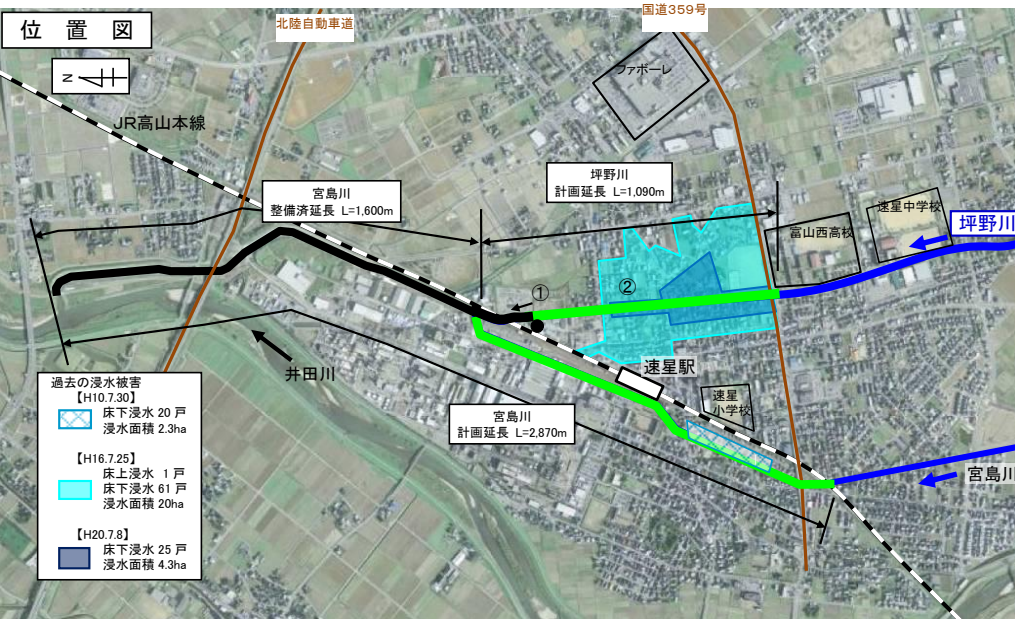 位 置 図
北陸自動車道
国道359号
N
ファボーレ
JR高山本線
宮島川
整備済延長 L=1,600m
坪野川
計画延長 L=1,090m
速星中学校
富山西高校
坪野川
①
②
井田川
速星駅
速星
小学校
宮島川
計画延長 L=2,870m
宮島川
過去の浸水被害
【H10.7.30】
床下浸水 20 戸
浸水面積 2.3ha
【H16.7.25】
床上浸水 1 戸
床下浸水 61 戸
浸水面積 20ha
【H20.7.8】
床下浸水 25 戸
浸水面積 4.3ha